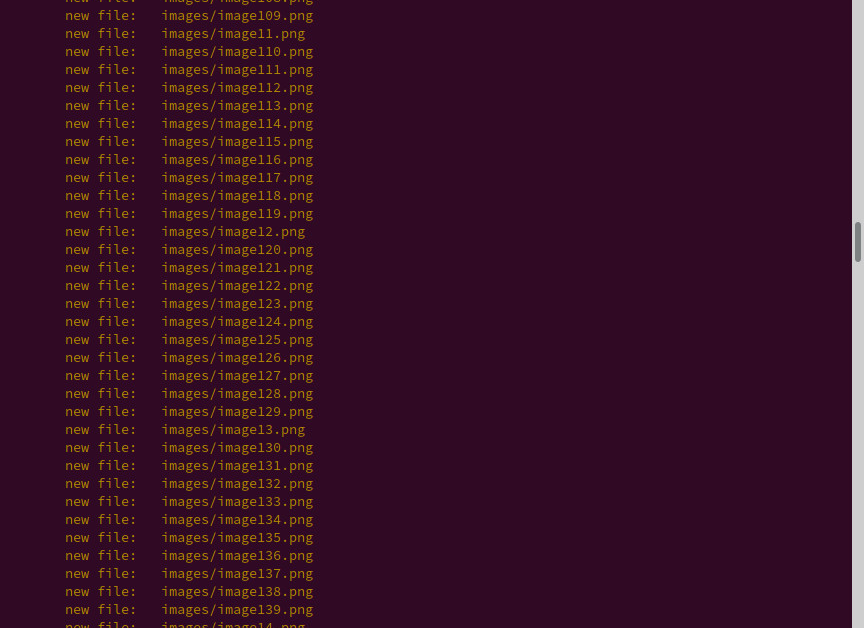 new file:   images/image109.png
new file:   images/image11.png
new file:   images/image110.png
new file:   images/image111.png
new file:   images/image112.png
new file:   images/image113.png
new file:   images/image114.png
new file:   images/image115.png
new file:   images/image116.png
new file:   images/image117.png
new file:   images/image118.png
new file:   images/image119.png
new file:   images/image12.png
new file:   images/image120.png
new file:   images/image121.png
new file:   images/image122.png
new file:   images/image123.png
new file:   images/image124.png
new file:   images/image125.png
new file:   images/image126.png
new file:   images/image127.png
new file:   images/image128.png
new file:   images/image129.png
new file:   images/image13.png
new file:   images/image130.png
new file:   images/image131.png
new file:   images/image132.png
new file:   images/image133.png
new file:   images/image134.png
new file:   images/image135.png
new file:   images/image136.png
new file:   images/image137.png
new file:   images/image138.png
new file:   images/image139.png
new file:   images/image14.png